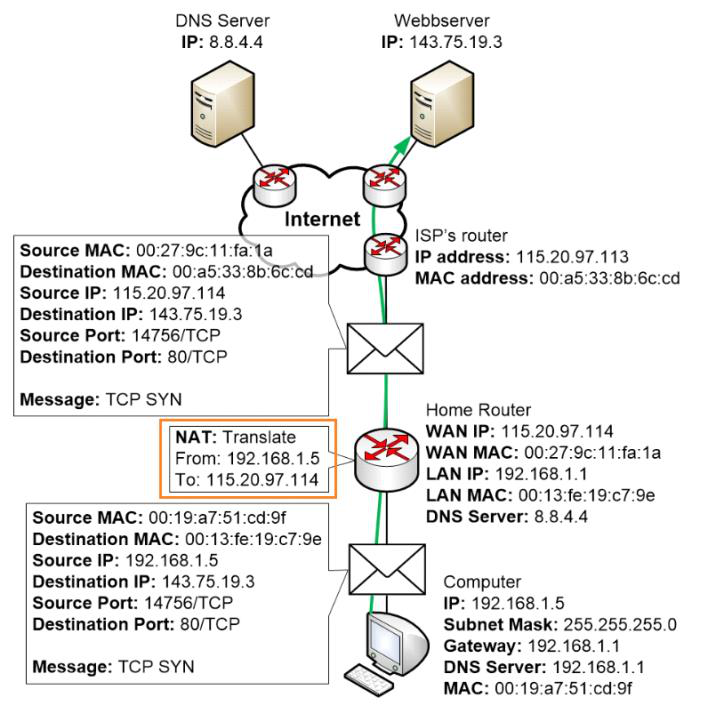 DNS Server
IP: 8.8.4.4
Webbserver
IP: 143.75.19.3
Internet
ISP's router
IP address: 115.20.97.113
MAC address: 00:a5:33:8b:6c:cd
Source MAC: 00:27:9c:11:fa:1a
Destination MAC: 00:a5:33:8b:6c:cd
Source IP: 115.20.97.114
Destination IP: 143.75.19.3
Source Port: 14756/TCP
Destination Port: 80/TCP
Message: TCP SYN
Home Router
WAN IP: 115.20.97.114
WAN MAC: 00:27:9c:11:fa:1a
LAN IP: 192.168.1.1
LAN MAC: 00:13:fe:19:c7:9e
DNS Server: 8.8.4.4
NAT: Translate
From: 192.168.1.5
To: 115.20.97.114
Source MAC: 00:19:a7:51:cd:9f
Destination MAC: 00:13:fe:19:c7:9e
Source IP: 192.168.1.5
Destination IP: 143.75.19.3
Source Port: 14756/TCP
Destination Port: 80/TCP
Message: TCP SYN
Computer
IP: 192.168.1.5
Subnet Mask: 255.255.255.0
Gateway: 192.168.1.1
DNS Server: 192.168.1.1
MAC: 00:19:a7:51:cd:9f